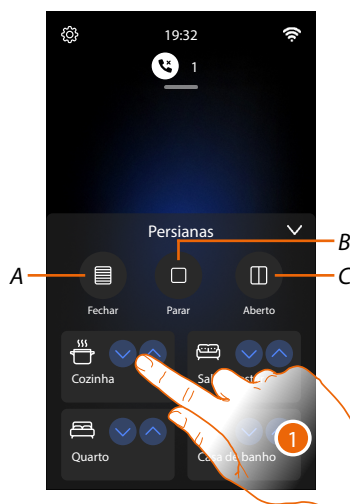 19:32
1
Persianas
B
A
C
Fechar Parar Aberto
Cozinha
1
Quarto Casa de banho